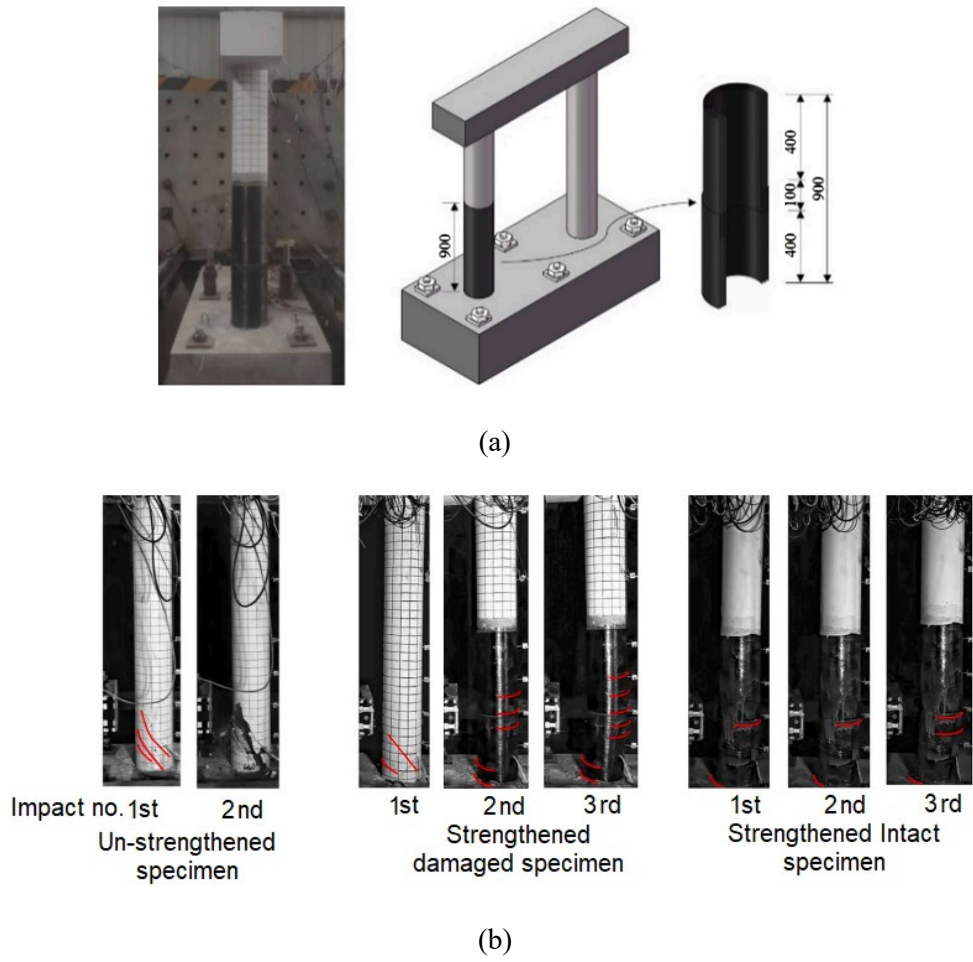 900
400
100
400
900
(a)
Impact no. 1st 2nd
Un-strengthened
specimen
1st 2nd 3rd
Strengthened
damaged specimen
1st 2nd 3rd
Strengthened Intact
specimen
(b)